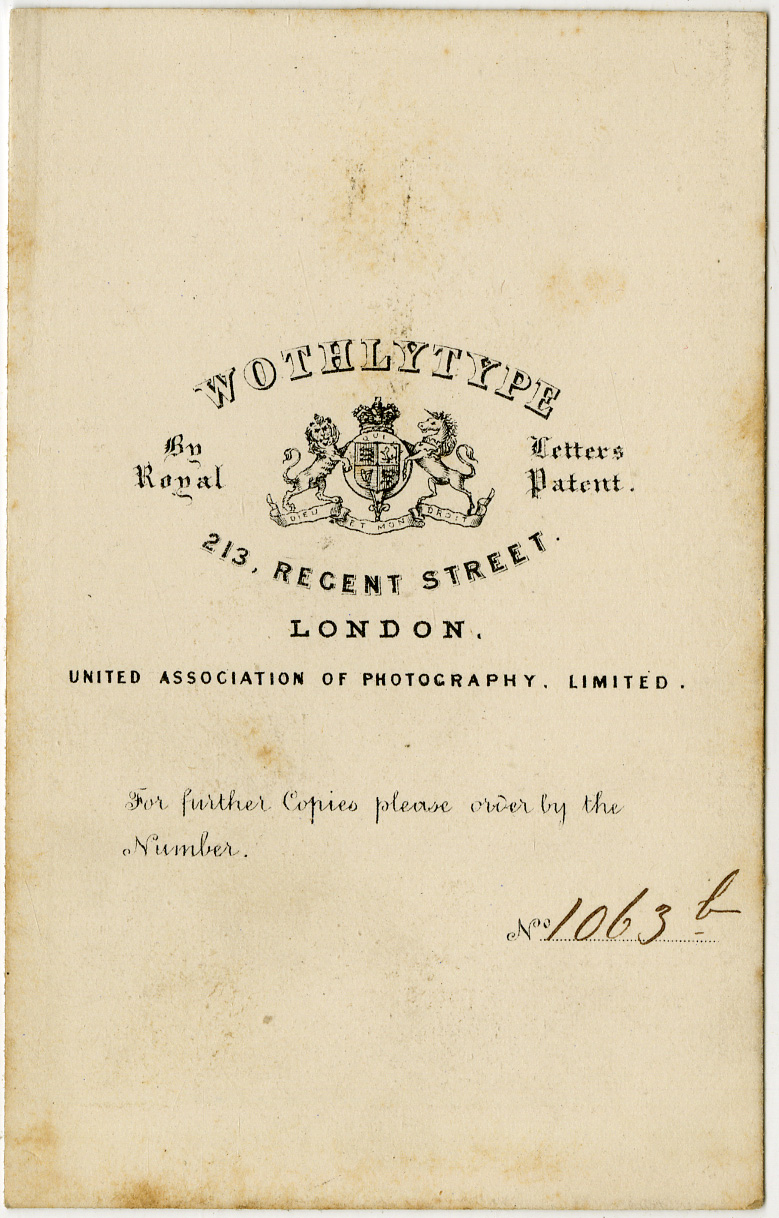 WOTHLYTYPE
By Royal
Letters Patent.
QUI
DIEU ET MON DROIT
213, REGENT STREET.
LONDON.
UNITED ASSOCIATION OF PHOTOGRAPHY, LIMITED.
For further Copies please order by the
Number.
No 1063 b